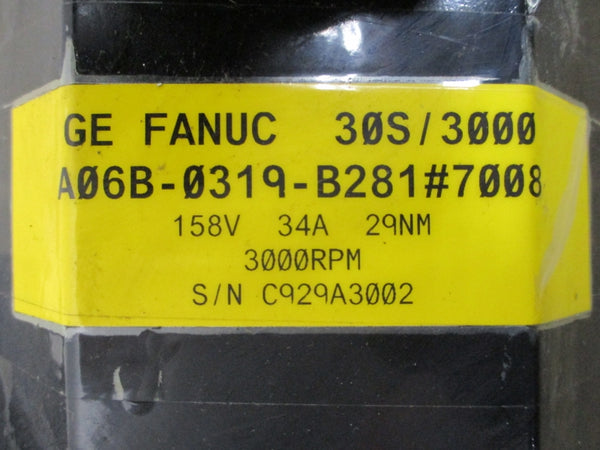 GE FANUC 30S/3000
A06B-0319-B281#7008
158V 34A 29NM
3000RPM
S/N C929A3002